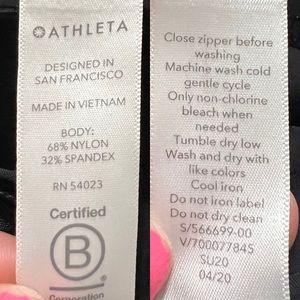 ATHLETA
DESIGNED IN
SAN FRANCISCO
MADE IN VIETNAM
BODY:
68% NYLON
32% SPANDEX
RN 54023
Certified
B
Corporation
Close zipper before
washing
Machine wash cold
gentle cycle
Only non-chlorine
bleach when
needed
Tumble dry low
Wash and dry with
like colors
Cool iron
Do not iron label
Do not dry clean
S/566699-00
V/700077845
SU20
04/20